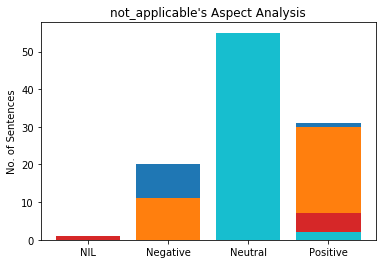 not_applicable's Aspect Analysis
No. of Sentences
50
40
30
20
10
0
NIL Negative Neutral Positive